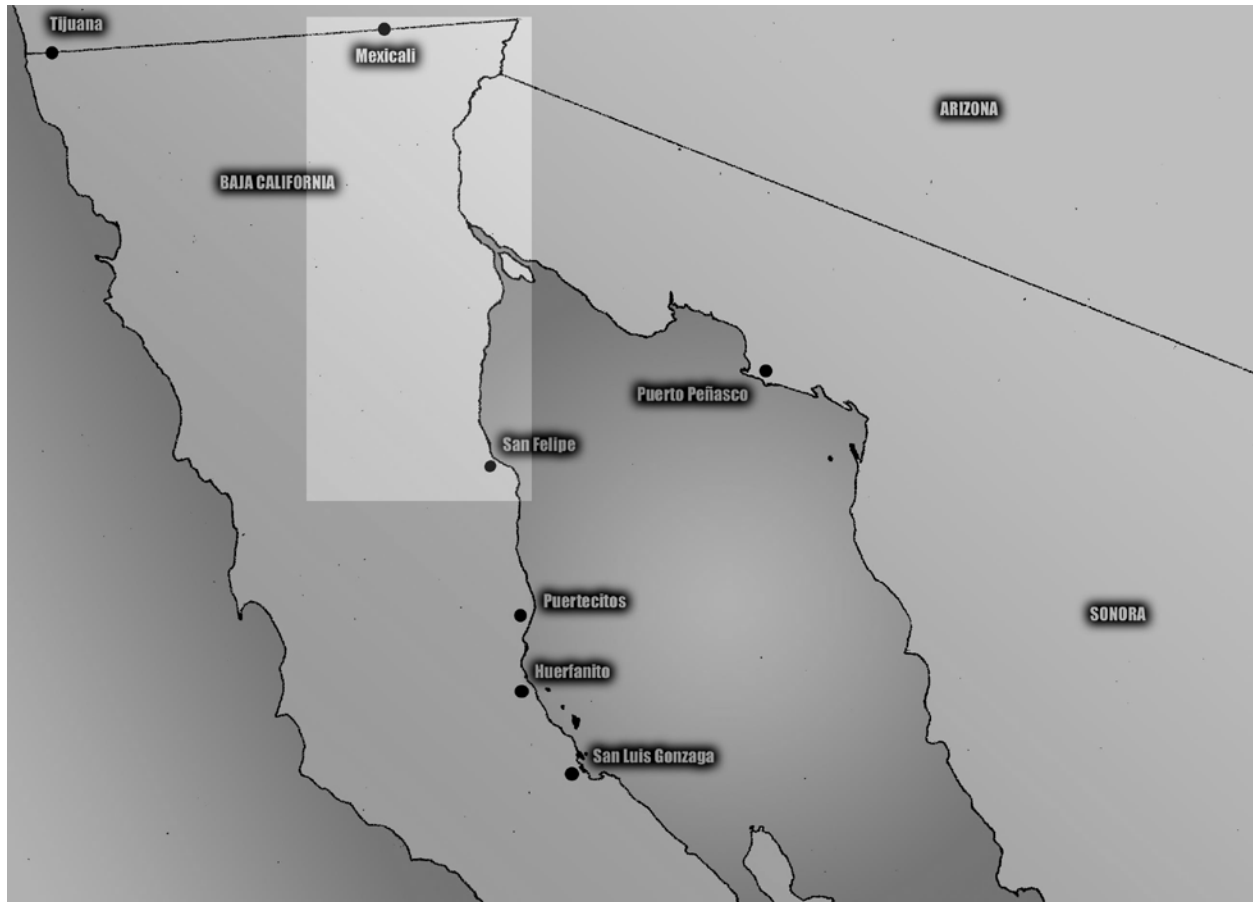 Tijuana
Mexicali
ARIZONA
BAJA CALIFORNIA
Puerto Peñasco
San Felipe
Puertecitos
SONORA
Huerfanito
San Luis Gonzaga